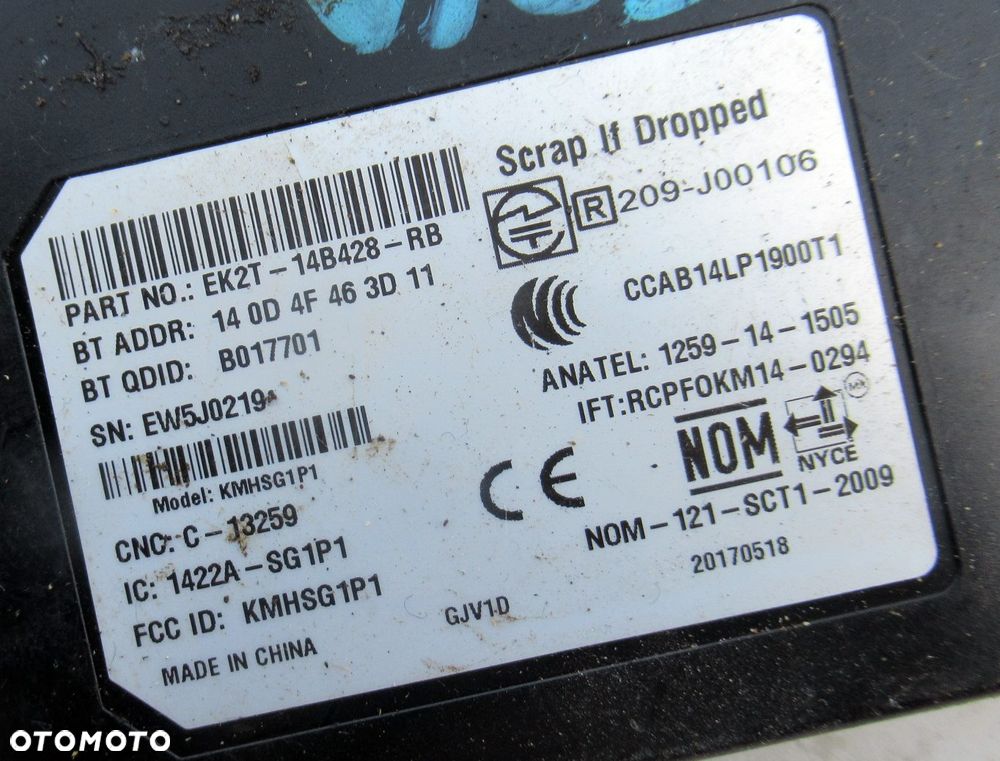 Scrap If Dropped
R 209-J00106
PART NO.: EK2T-14B428-RB
BT ADDR: 14 0D 4F 46 3D 11
BT QDID: B017701
SN: EW5J0219
Model: KMHSG1P1
CNC: C-13259
IC: 1422A-SG1P1
FCC ID: KMHSG1P1
MADE IN CHINA
CCAB14LP1900T1
ANATEL: 1259-14-1505
IFT:RCPFOKM14-0294
CE
NOM
NYCE
NOM-121-SCT1-2009
20170518
GJV1D
OTOMOTO